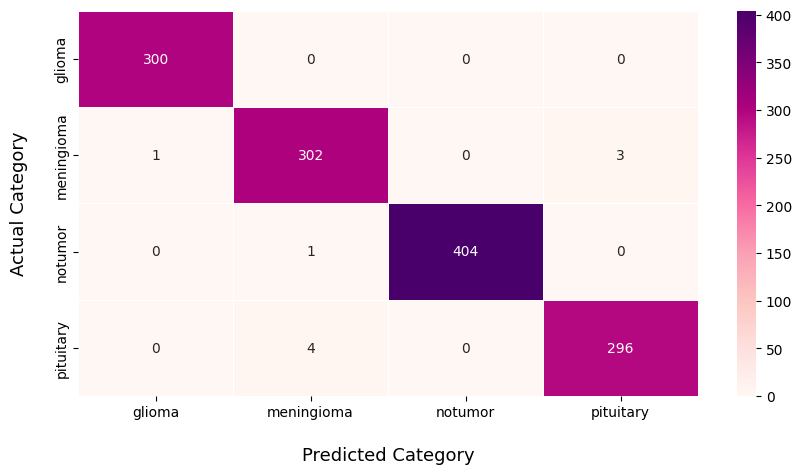 glioma 300 0 0 0
meningioma 1 302 0 3
notumor 0 1 404 0
pituitary 0 4 0 296
glioma meningioma notumor pituitary
Predicted Category
Actual Category
400
350
300
250
200
150
100
50
0